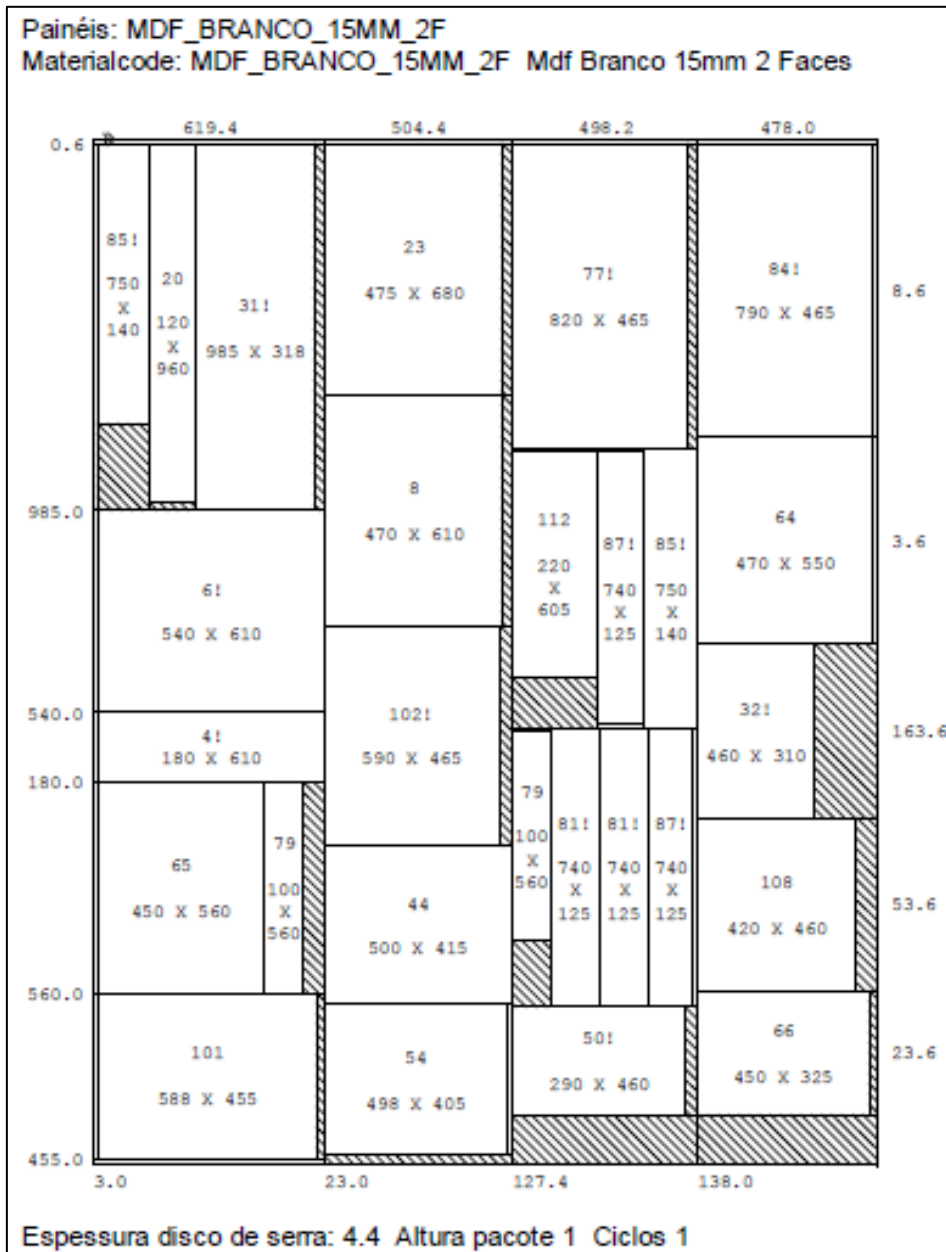 Painéis: MDF_BRANCO_15MM_2F
Materialcode: MDF_BRANCO_15MM_2F Mdf Branco 15mm 2 Faces
619.4 504.4 498.2 478.0
0.6
85!
750
X
140
20
120
X
960
31!
985 X 318
23
475 X 680
77!
820 X 465
84!
790 X 465
8.6
985.0
6!
540 X 610
8
470 X 610
112
220
X
605
87!
740
X
125
85!
750
X
140
64
470 X 550
3.6
540.0
4!
180 X 610
180.0
102!
590 X 465
32!
460 X 310
163.6
65
450 X 560
79
100
X
560
44
500 X 415
79
100
X
560
81!
740
X
125
81!
740
X
125
87!
740
X
125
108
420 X 460
53.6
560.0
101
588 X 455
54
498 X 405
50!
290 X 460
66
450 X 325
23.6
455.0
3.0 23.0 127.4 138.0
Espessura disco de serra: 4.4 Altura pacote 1 Ciclos 1